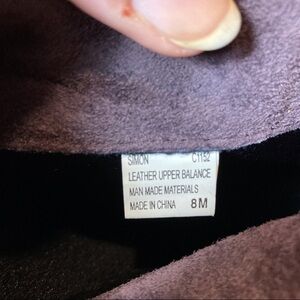 SIMON C1152
LEATHER UPPER BALANCE
MAN MADE MATERIALS
MADE IN CHINA 8M